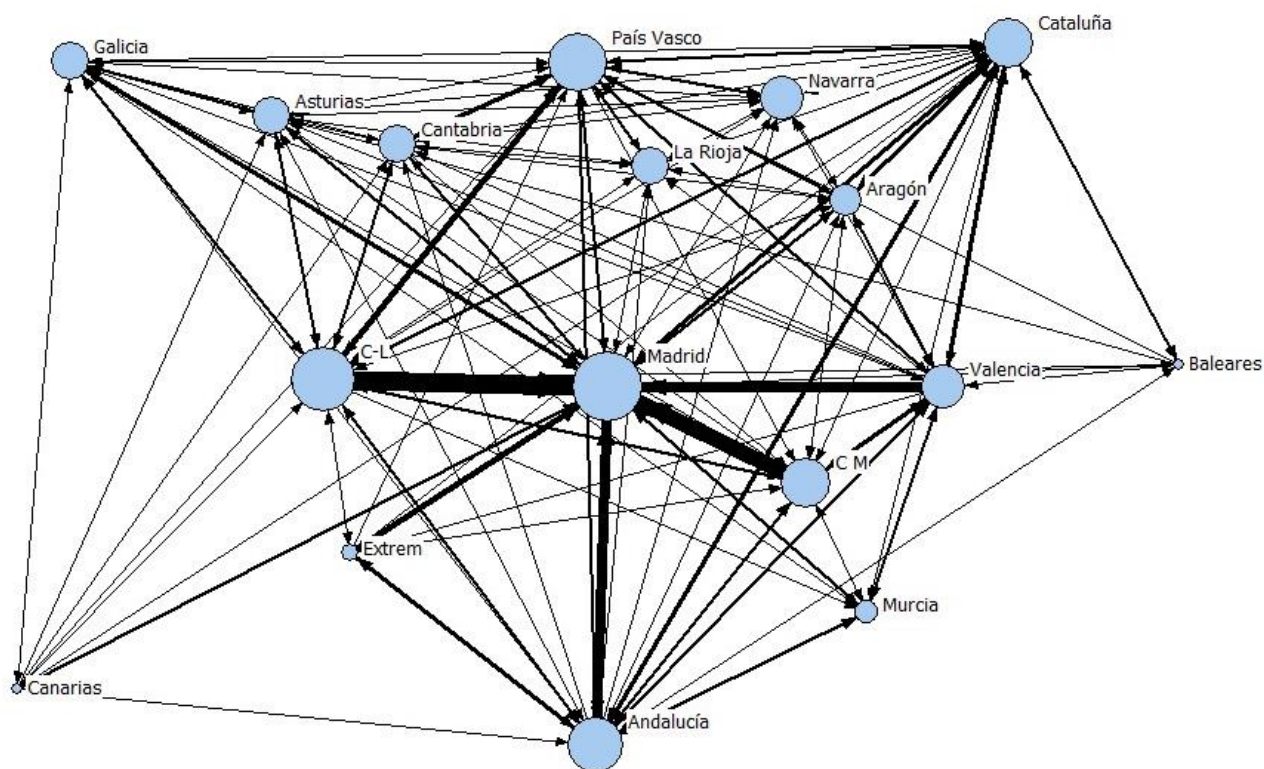 Galicia
País Vasco
Cataluña
Asturias
Navarra
Cantabria
La Rioja
Aragón
C-L
Madrid
Valencia
Baleares
C M
Extrem
Murcia
Canarias
Andalucía